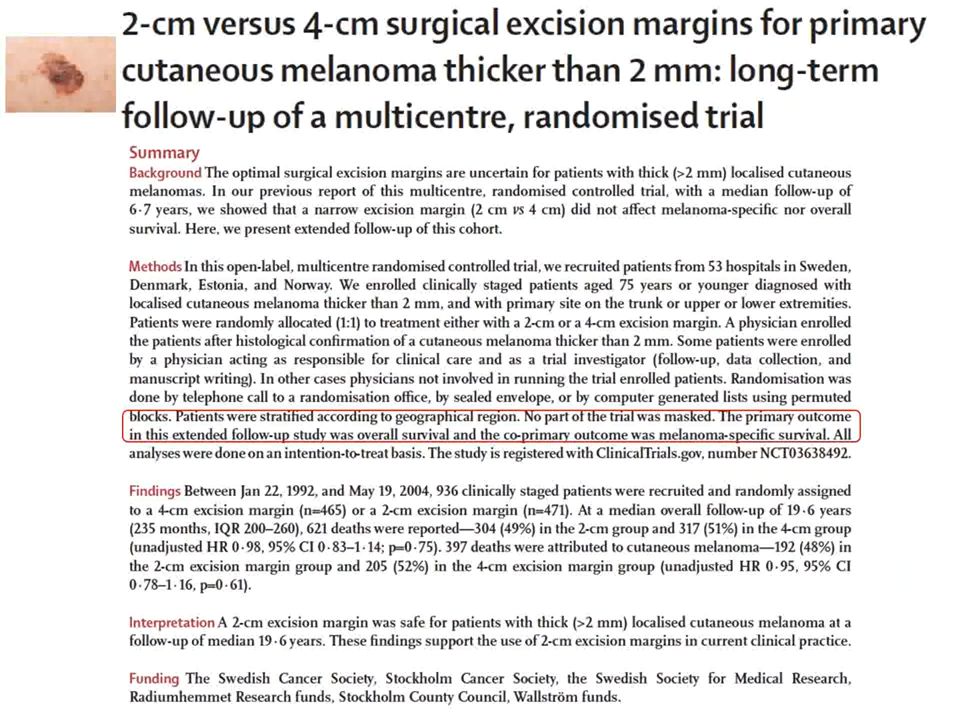 2-cm versus 4-cm surgical excision margins for primary
cutaneous melanoma thicker than 2 mm: long-term
follow-up of a multicentre, randomised trial
Summary
Background The optimal surgical excision margins are uncertain for patients with thick (>2 mm) localised cutaneous
melanomas. In our previous report of this multicentre, randomised controlled trial, with a median follow-up of
6·7 years, we showed that a narrow excision margin (2 cm vs 4 cm) did not affect melanoma-specific nor overall
survival. Here, we present extended follow-up of this cohort.
Methods In this open-label, multicentre randomised controlled trial, we recruited patients from 53 hospitals in Sweden,
Denmark, Estonia, and Norway. We enrolled clinically staged patients aged 75 years or younger diagnosed with
localised cutaneous melanoma thicker than 2 mm, and with primary site on the trunk or upper or lower extremities.
Patients were randomly allocated (1:1) to treatment either with a 2-cm or a 4-cm excision margin. A physician enrolled
the patients after histological confirmation of a cutaneous melanoma thicker than 2 mm. Some patients were enrolled
by a physician acting as responsible for clinical care and as a trial investigator (follow-up, data collection, and
manuscript writing). In other cases physicians not involved in running the trial enrolled patients. Randomisation was
done by telephone call to a randomisation office, by sealed envelope, or by computer generated lists using permuted
blocks. Patients were stratified according to geographical region. No part of the trial was masked. The primary outcome
in this extended follow-up study was overall survival and the co-primary outcome was melanoma-specific survival. All
analyses were done on an intention-to-treat basis. The study is registered with ClinicalTrials.gov, number NCT03638492.
Findings Between Jan 22, 1992, and May 19, 2004, 936 clinically staged patients were recruited and randomly assigned
to a 4-cm excision margin (n=465) or a 2-cm excision margin (n=471). At a median overall follow-up of 19·6 years
(235 months, IQR 200–260), 621 deaths were reported—304 (49%) in the 2-cm group and 317 (51%) in the 4-cm group
(unadjusted HR 0·98, 95% CI 0·83–1·14; p=0·75). 397 deaths were attributed to cutaneous melanoma—192 (48%) in
the 2-cm excision margin group and 205 (52%) in the 4-cm excision margin group (unadjusted HR 0·95, 95% CI
0·78–1·16, p=0·61).
Interpretation A 2-cm excision margin was safe for patients with thick (>2 mm) localised cutaneous melanoma at a
follow-up of median 19·6 years. These findings support the use of 2-cm excision margins in current clinical practice.
Funding The Swedish Cancer Society, Stockholm Cancer Society, the Swedish Society for Medical Research,
Radiumhemmet Research funds, Stockholm County Council, Wallström funds.